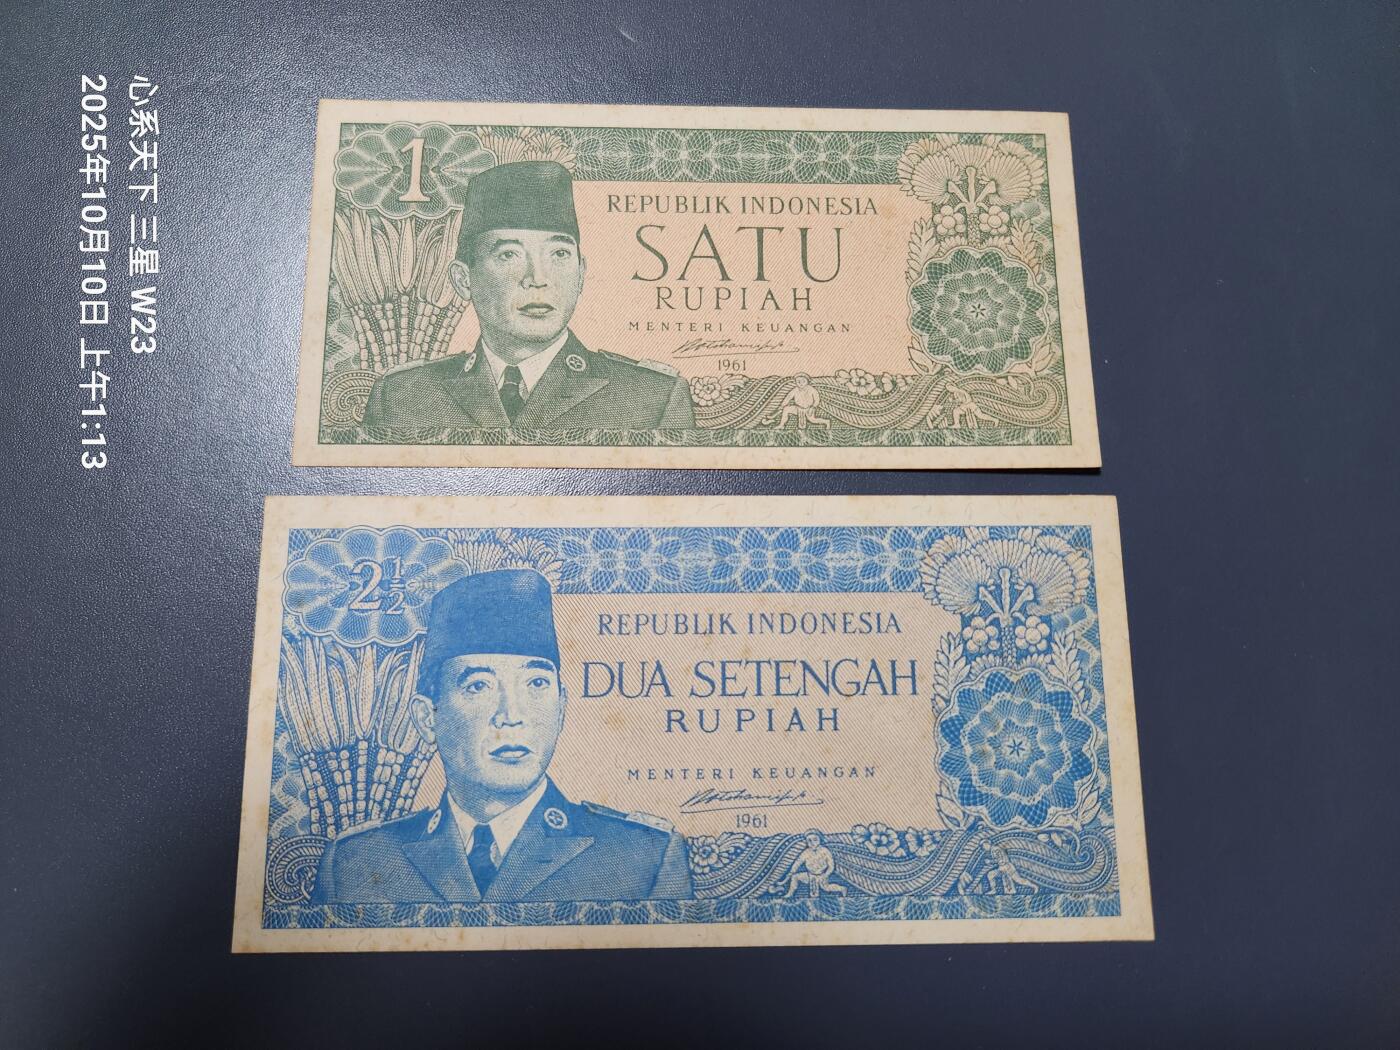 心系天下 三星 W23
2025年10月10日 上午1:13
1
REPUBLIK INDONESIA
SATU
RUPIAH
MENTERI KEUANGAN
1961
2 1/2
REPUBLIK INDONESIA
DUA SETENGAH
RUPIAH
MENTERI KEUANGAN
1961